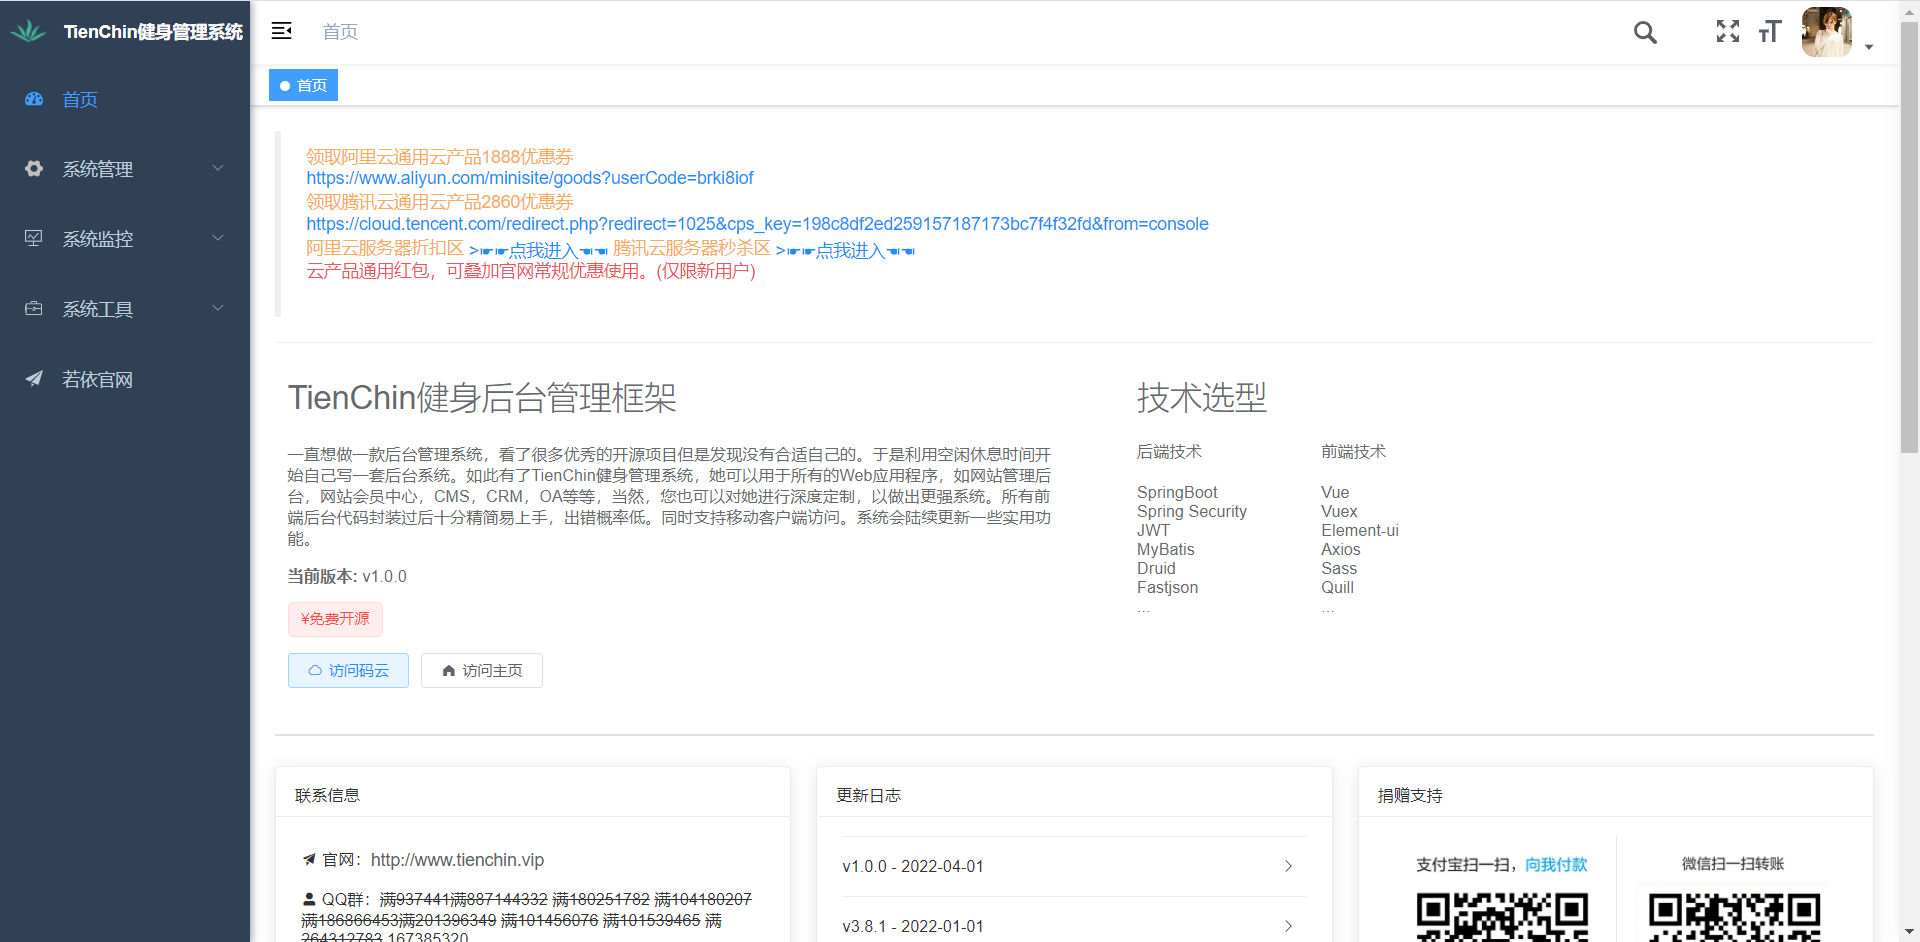 TienChin健身管理系统
首页
首页
首页
系统管理
系统监控
系统工具
若依官网
领取阿里云通用云产品1888优惠券
https://www.aliyun.com/minisite/goods?userCode=brki8iof
领取腾讯云通用云产品2860优惠券
https://cloud.tencent.com/redirect.php?redirect=1025&cps_key=198c8df2ed259157187173bc7f4f32fd&from=console
阿里云服务器折扣区 >☛☛点我进入☚☚ 腾讯云服务器秒杀区 >☛☛点我进入☚☚
云产品通用红包，可叠加官网常规优惠使用。(仅限新用户)
TienChin健身后台管理框架
一直想做一款后台管理系统，看了很多优秀的开源项目但是发现没有合适自己的。于是利用空闲休息时间开
始自己写一套后台系统。如此有了TienChin健身管理系统，她可以用于所有的Web应用程序，如网站管理后
台，网站会员中心，CMS，CRM，OA等等，当然，您也可以对她进行深度定制，以做出更强系统。所有前
端后台代码封装过后十分精简易上手，出错概率低。同时支持移动客户端访问。系统会陆续更新一些实用功
能。
当前版本: v1.0.0
¥免费开源
访问码云
访问主页
技术选型
后端技术
SpringBoot
Spring Security
JWT
MyBatis
Druid
Fastjson
...
前端技术
Vue
Vuex
Element-ui
Axios
Sass
Quill
...
联系信息
官网：http://www.tienchin.vip
QQ群：满937441满887144332 满180251782 满104180207
满186866453满201396349 满101456076 满101539465 满
264312783 167385320
更新日志
v1.0.0 - 2022-04-01
v3.8.1 - 2022-01-01
捐赠支持
支付宝扫一扫，向我付款
微信扫一扫转账